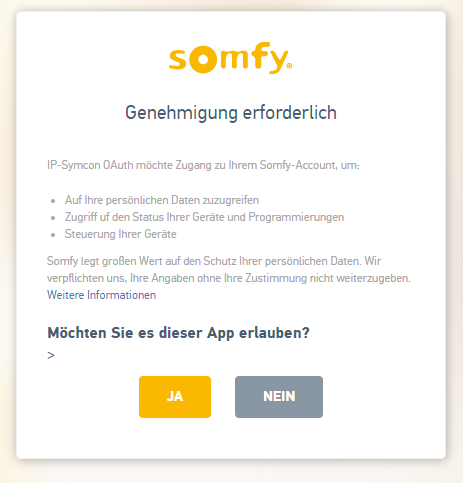 somfy®
Genehmigung erforderlich
IP-Symcon OAuth möchte Zugang zu Ihrem Somfy-Account, um:
• Auf Ihre persönlichen Daten zuzugreifen
• Zugriff uf den Status Ihrer Geräte und Programmierungen
• Steuerung Ihrer Geräte
Somfy legt großen Wert auf den Schutz Ihrer persönlichen Daten. Wir
verpflichten uns, Ihre Angaben ohne Ihre Zustimmung nicht weiterzugeben.
Weitere Informationen
Möchten Sie es dieser App erlauben?
>
JA
NEIN